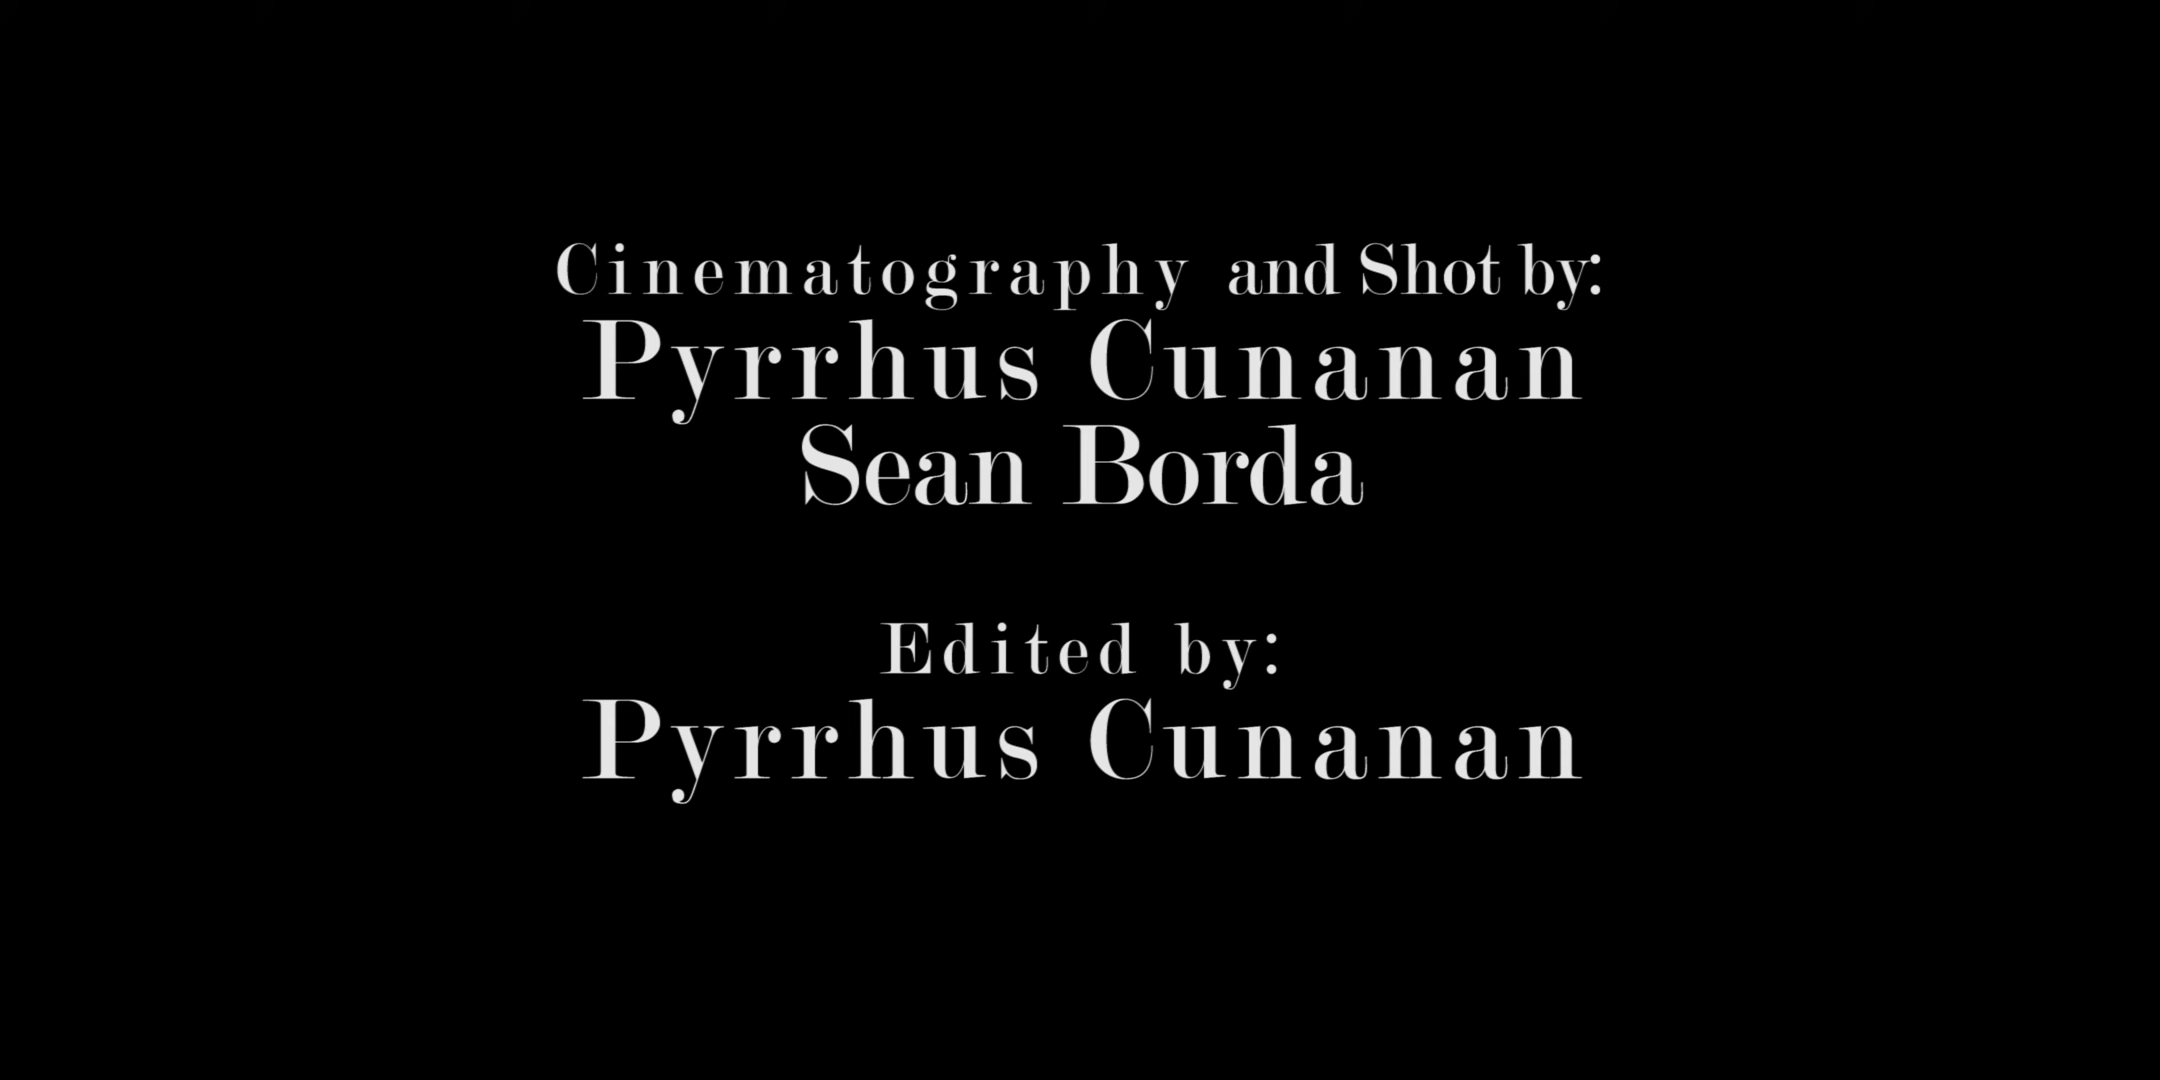 Cinematography and Shot by:
Pyrrhus Cunanan
Sean Borda
Edited by:
Pyrrhus Cunanan